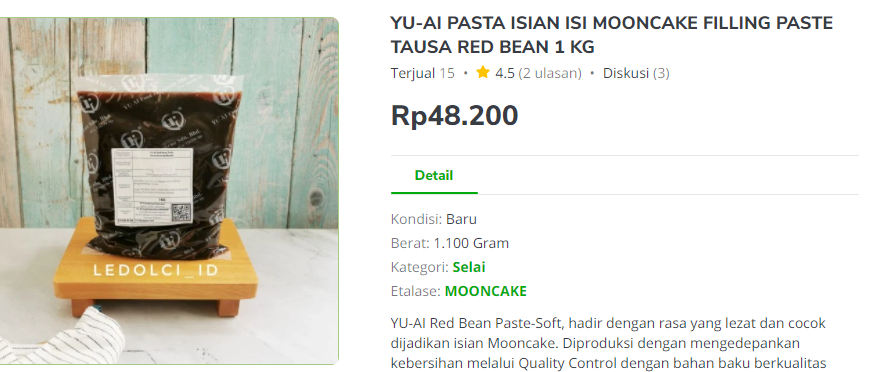 YU-AI PASTA ISIAN ISI MOONCAKE FILLING PASTE
TAUSA RED BEAN 1 KG
Terjual 15 • 4.5 (2 ulasan) • Diskusi (3)
Rp48.200
Detail
Kondisi: Baru
Berat: 1.100 Gram
Kategori: Selai
Etalase: MOONCAKE
YU-AI Red Bean Paste-Soft, hadir dengan rasa yang lezat dan cocok
dijadikan isian Mooncake. Diproduksi dengan mengedepankan
kebersihan melalui Quality Control dengan bahan baku berkualitas
LEDOLCI_ID